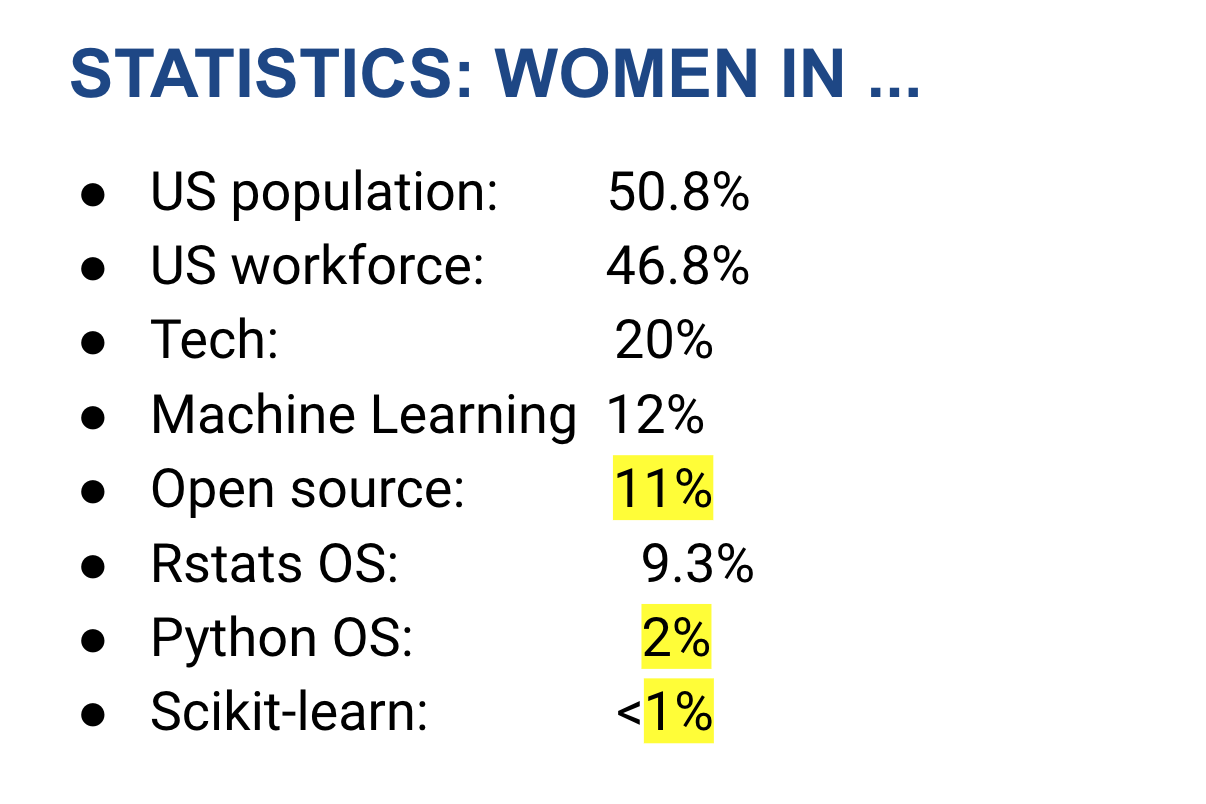 STATISTICS: WOMEN IN ...
● US population: 50.8%
● US workforce: 46.8%
● Tech: 20%
● Machine Learning 12%
● Open source: 11%
● Rstats OS: 9.3%
● Python OS: 2%
● Scikit-learn: <1%